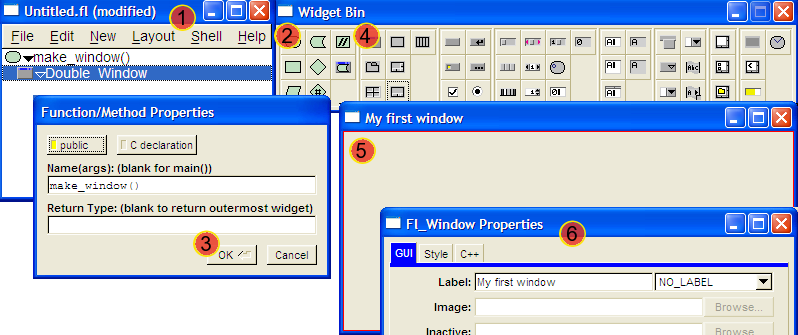 Untitled.fl (modified)
1
File Edit New Layout Shell Help
make_window()
Double_Window
Widget Bin
2
4
Function/Method Properties
public
C declaration
Name(args): (blank for main())
make_window()
Return Type: (blank to return outermost widget)
3
OK
Cancel
My first window
5
Fl_Window Properties
6
GUI Style C++
Label: My first window NO_LABEL
Image: Browse...
Inactive: Browse...